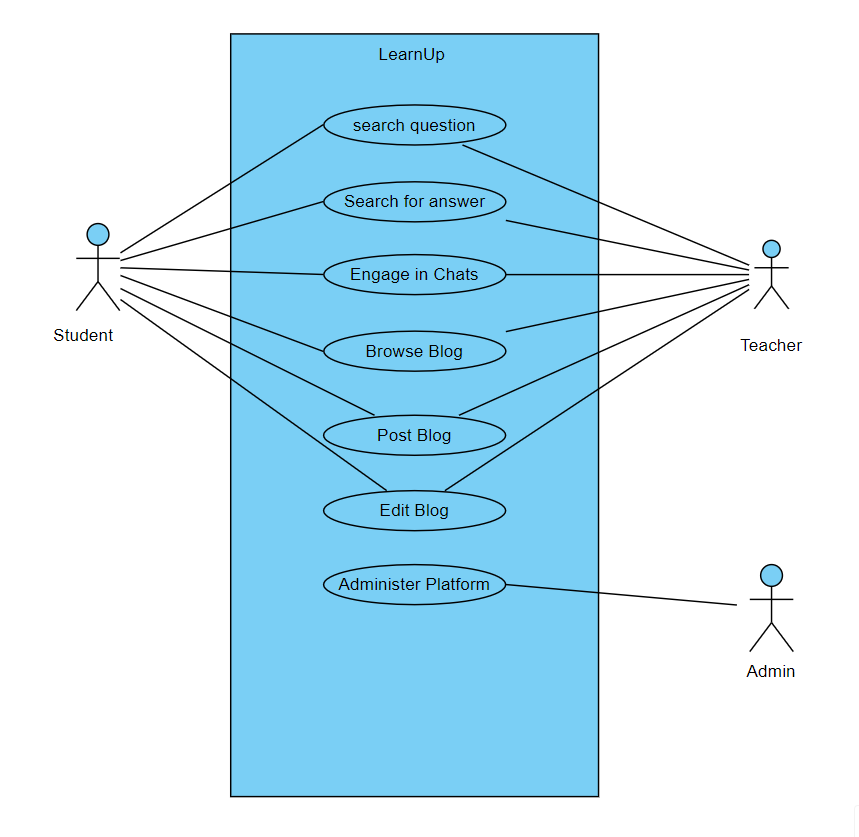 LearnUp
search question
Search for answer
Engage in Chats
Student
Teacher
Browse Blog
Post Blog
Edit Blog
Administer Platform
Admin